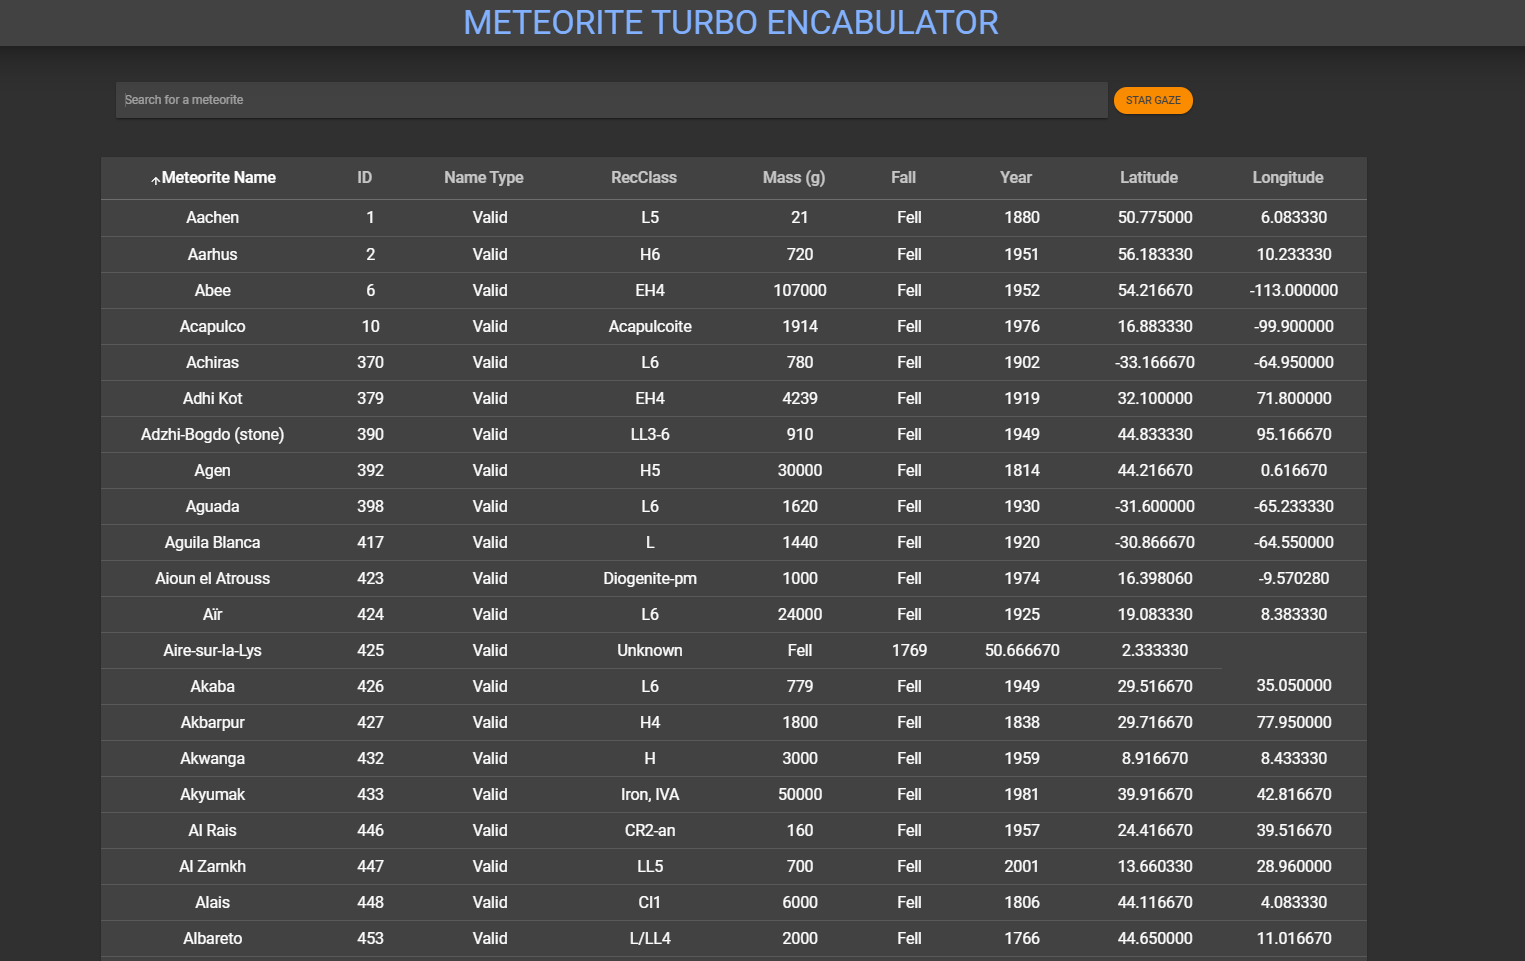 METEORITE TURBO ENCABULATOR
Search for a meteorite STAR GAZE
Meteorite Name ID Name Type RecClass Mass (g) Fall Year Latitude Longitude
Aachen 1 Valid L5 21 Fell 1880 50.775000 6.083330
Aarhus 2 Valid H6 720 Fell 1951 56.183330 10.233330
Abee 6 Valid EH4 107000 Fell 1952 54.216670 -113.000000
Acapulco 10 Valid Acapulcoite 1914 Fell 1976 16.883330 -99.900000
Achiras 370 Valid L6 780 Fell 1902 -33.166670 -64.950000
Adhi Kot 379 Valid EH4 4239 Fell 1919 32.100000 71.800000
Adzhi-Bogdo (stone) 390 Valid LL3-6 910 Fell 1949 44.833330 95.166670
Agen 392 Valid H5 30000 Fell 1814 44.216670 0.616670
Aguada 398 Valid L6 1620 Fell 1930 -31.600000 -65.233330
Aguila Blanca 417 Valid L 1440 Fell 1920 -30.866670 -64.550000
Aioun el Atrouss 423 Valid Diogenite-pm 1000 Fell 1974 16.398060 -9.570280
Aïr 424 Valid L6 24000 Fell 1925 19.083330 8.383330
Aire-sur-la-Lys 425 Valid Unknown Fell 1769 50.666670 2.333330
Akaba 426 Valid L6 779 Fell 1949 29.516670 35.050000
Akbarpur 427 Valid H4 1800 Fell 1838 29.716670 77.950000
Akwanga 432 Valid H 3000 Fell 1959 8.916670 8.433330
Akyumak 433 Valid Iron, IVA 50000 Fell 1981 39.916670 42.816670
Al Rais 446 Valid CR2-an 160 Fell 1957 24.416670 39.516670
Al Zarnkh 447 Valid LL5 700 Fell 2001 13.660330 28.960000
Alais 448 Valid CI1 6000 Fell 1806 44.116670 4.083330
Albareto 453 Valid L/LL4 2000 Fell 1766 44.650000 11.016670